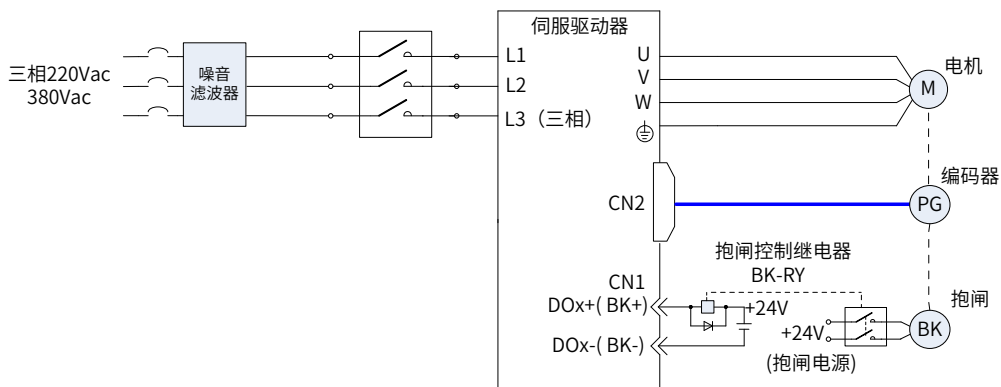 伺服驱动器
三相220Vac
380Vac
噪音
滤波器
L1
L2
L3（三相）
U
V
W
电机
M
编码器
PG
CN2
CN1
DOx+( BK+)
DOx-( BK-)
抱闸控制继电器
BK-RY
+24V
+24V
(抱闸电源)
抱闸
BK